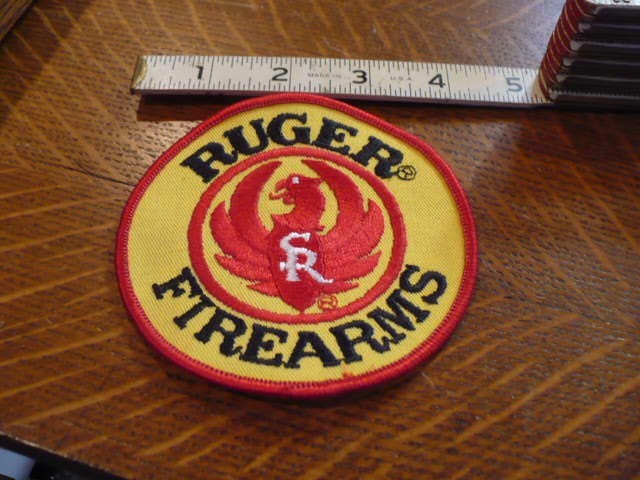 1 2 MADE IN 3 U.S.A. 4 5
RUGER®
SR
®
FIREARMS